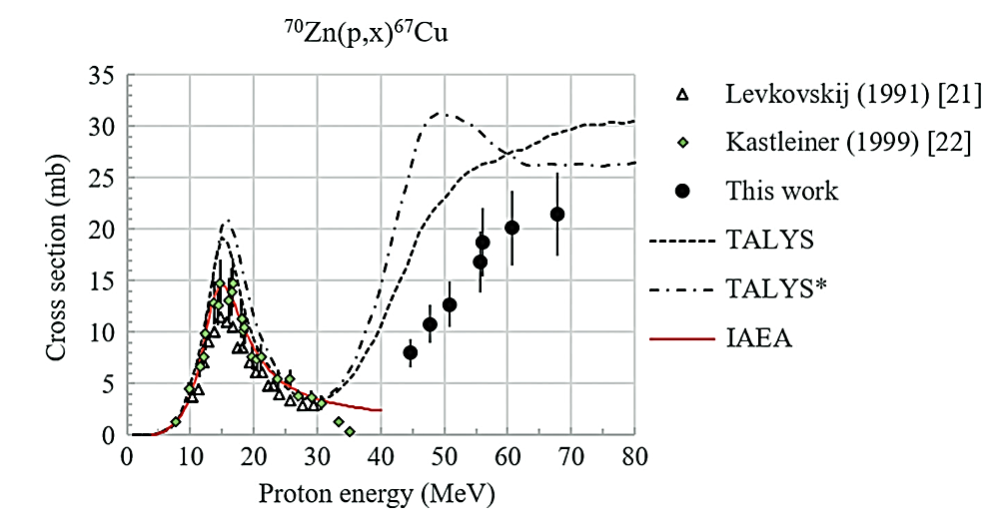 ⁷⁰Zn(p,x)⁶⁷Cu
35
30
25
20
15
10
5
0
Cross section (mb)
0 10 20 30 40 50 60 70 80
Proton energy (MeV)
Levkovskij (1991) [21]
Kastleiner (1999) [22]
This work
TALYS
TALYS*
IAEA